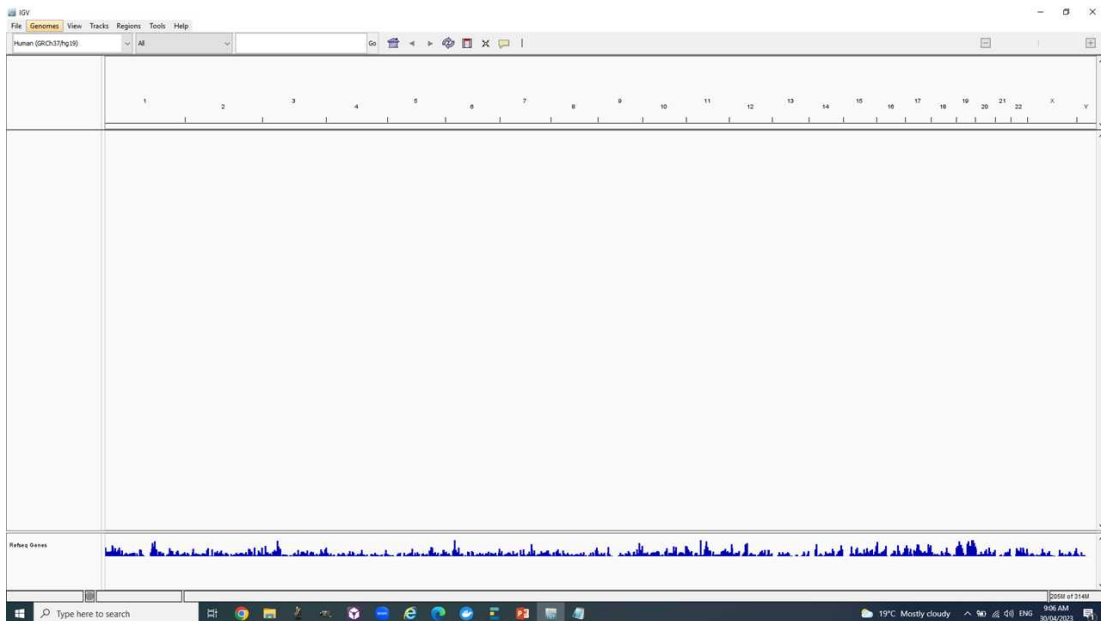 IGV
File Genomes View Tracks Regions Tools Help
Human (GRCh37/hg19) All Go
1 2 3 4 5 6 7 8 9 10 11 12 13 14 15 16 17 18 19 20 21 22 X Y
Refseq Genes
205M of 314M
Type here to search 19°C Mostly cloudy ENG 9:06 AM
30/04/2023